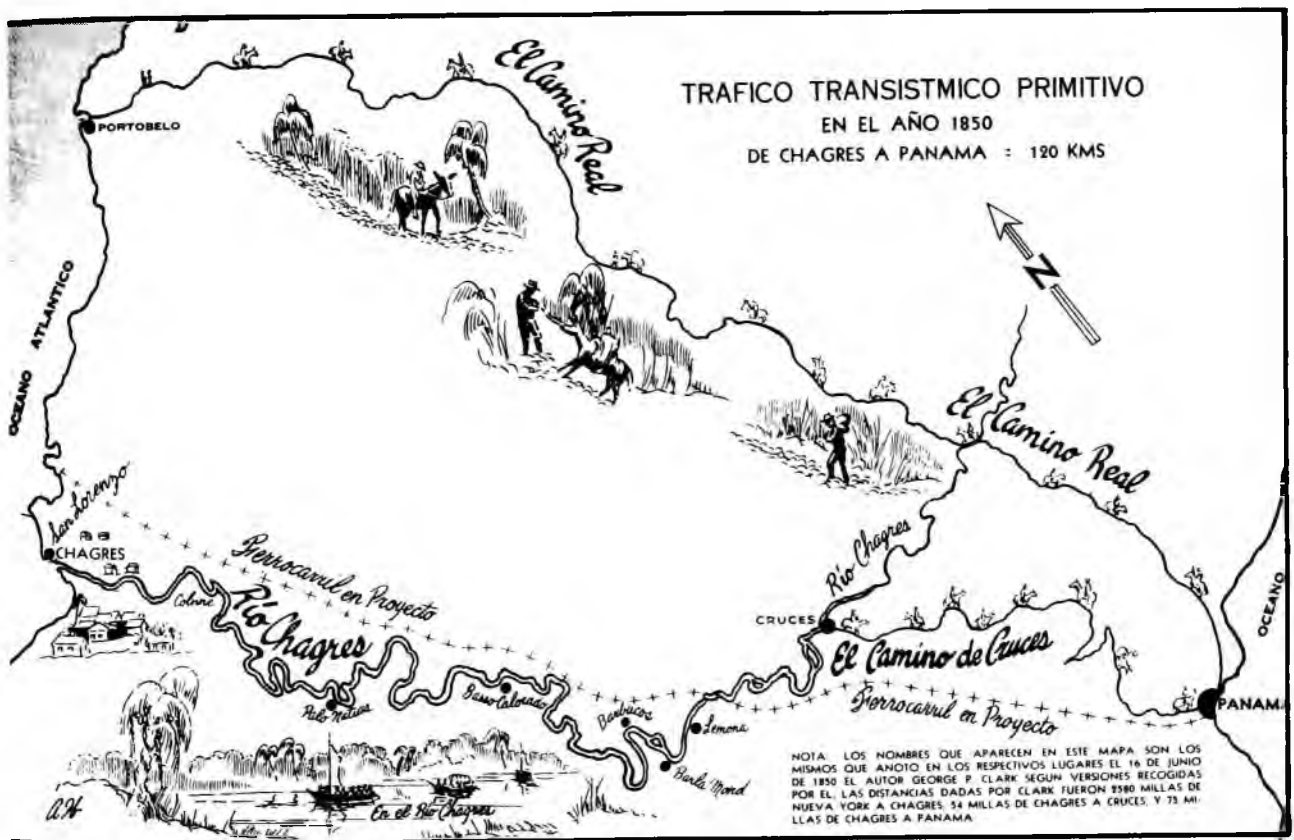 TRAFICO TRANSISTMICO PRIMITIVO
EN EL AÑO 1850
DE CHAGRES A PANAMA : 120 KMS
El Camino Real
PORTOBELO
N
OCEANO ATLANTICO
El Camino Real
San Lorenzo
CHAGRES
Ferrocarril en Proyecto
Río Chagres
Río Chagres
CRUCES
OCEANO
El Camino de Cruces
Ferrocarril en Proyecto
PANAMA
Palo Matias
Barbacos
Lemona
Barla Mond
En el Río Chagres
NOTA LOS NOMBRES QUE APARECEN EN ESTE MAPA SON LOS
MISMOS QUE ANOTO EN LOS RESPECTIVOS LUGARES EL 16 DE JUNIO
DE 1850 EL AUTOR GEORGE P. CLARK SEGUN VERSIONES RECOGIDAS
POR EL. LAS DISTANCIAS DADAS POR CLARK FUERON 2580 MILLAS DE
NUEVA YORK A CHAGRES, 54 MILLAS DE CHAGRES A CRUCES, Y 75 MI-
LLAS DE CHAGRES A PANAMA